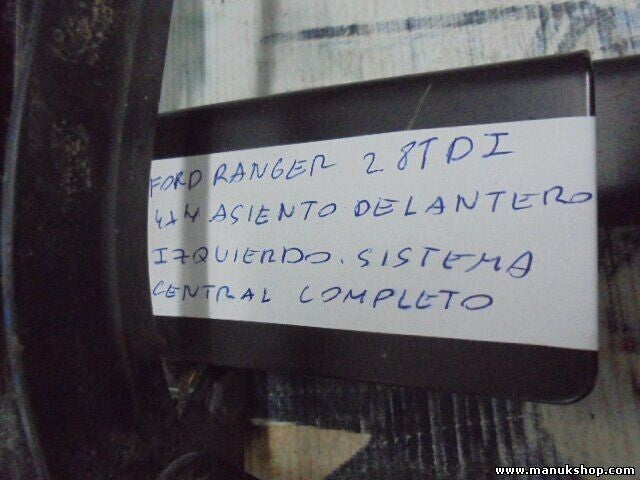 FORD RANGER 2 8TDI
4x4 ASIENTO DELANTERO
IZQUIERDO. SISTEMA
CENTRAL COMPLETO
www.manukshop.com